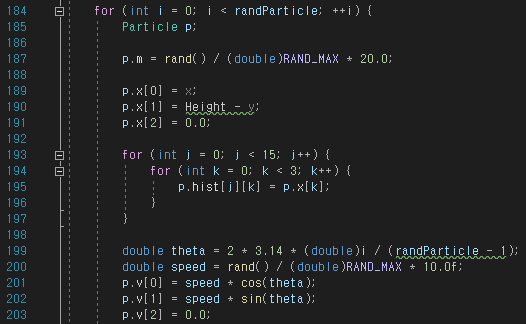 184 for (int i = 0; i < randParticle; ++i) {
185 Particle p;
186
187 p.m = rand() / (double)RAND_MAX * 20.0;
188
189 p.x[0] = x;
190 p.x[1] = Height - y;
191 p.x[2] = 0.0;
192
193 for (int j = 0; j < 15; j++) {
194 for (int k = 0; k < 3; k++) {
195 p.hist[j][k] = p.x[k];
196 }
197 }
198
199 double theta = 2 * 3.14 * (double)i / (randParticle - 1);
200 double speed = rand() / (double)RAND_MAX * 10.0f;
201 p.v[0] = speed * cos(theta);
202 p.v[1] = speed * sin(theta);
203 p.v[2] = 0.0;